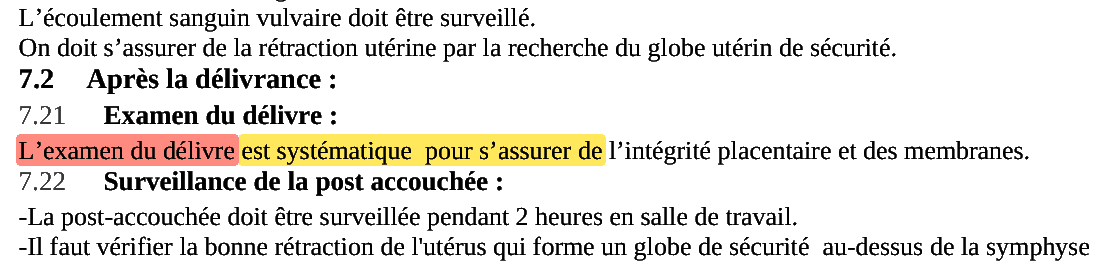 L’écoulement sanguin vulvaire doit être surveillé.
On doit s’assurer de la rétraction utérine par la recherche du globe utérin de sécurité.
7.2 Après la délivrance :
7.21 Examen du délivre :
L’examen du délivre est systématique pour s’assurer de l’intégrité placentaire et des membranes.
7.22 Surveillance de la post accouchée :
-La post-accouchée doit être surveillée pendant 2 heures en salle de travail.
-Il faut vérifier la bonne rétraction de l'utérus qui forme un globe de sécurité au-dessus de la symphyse